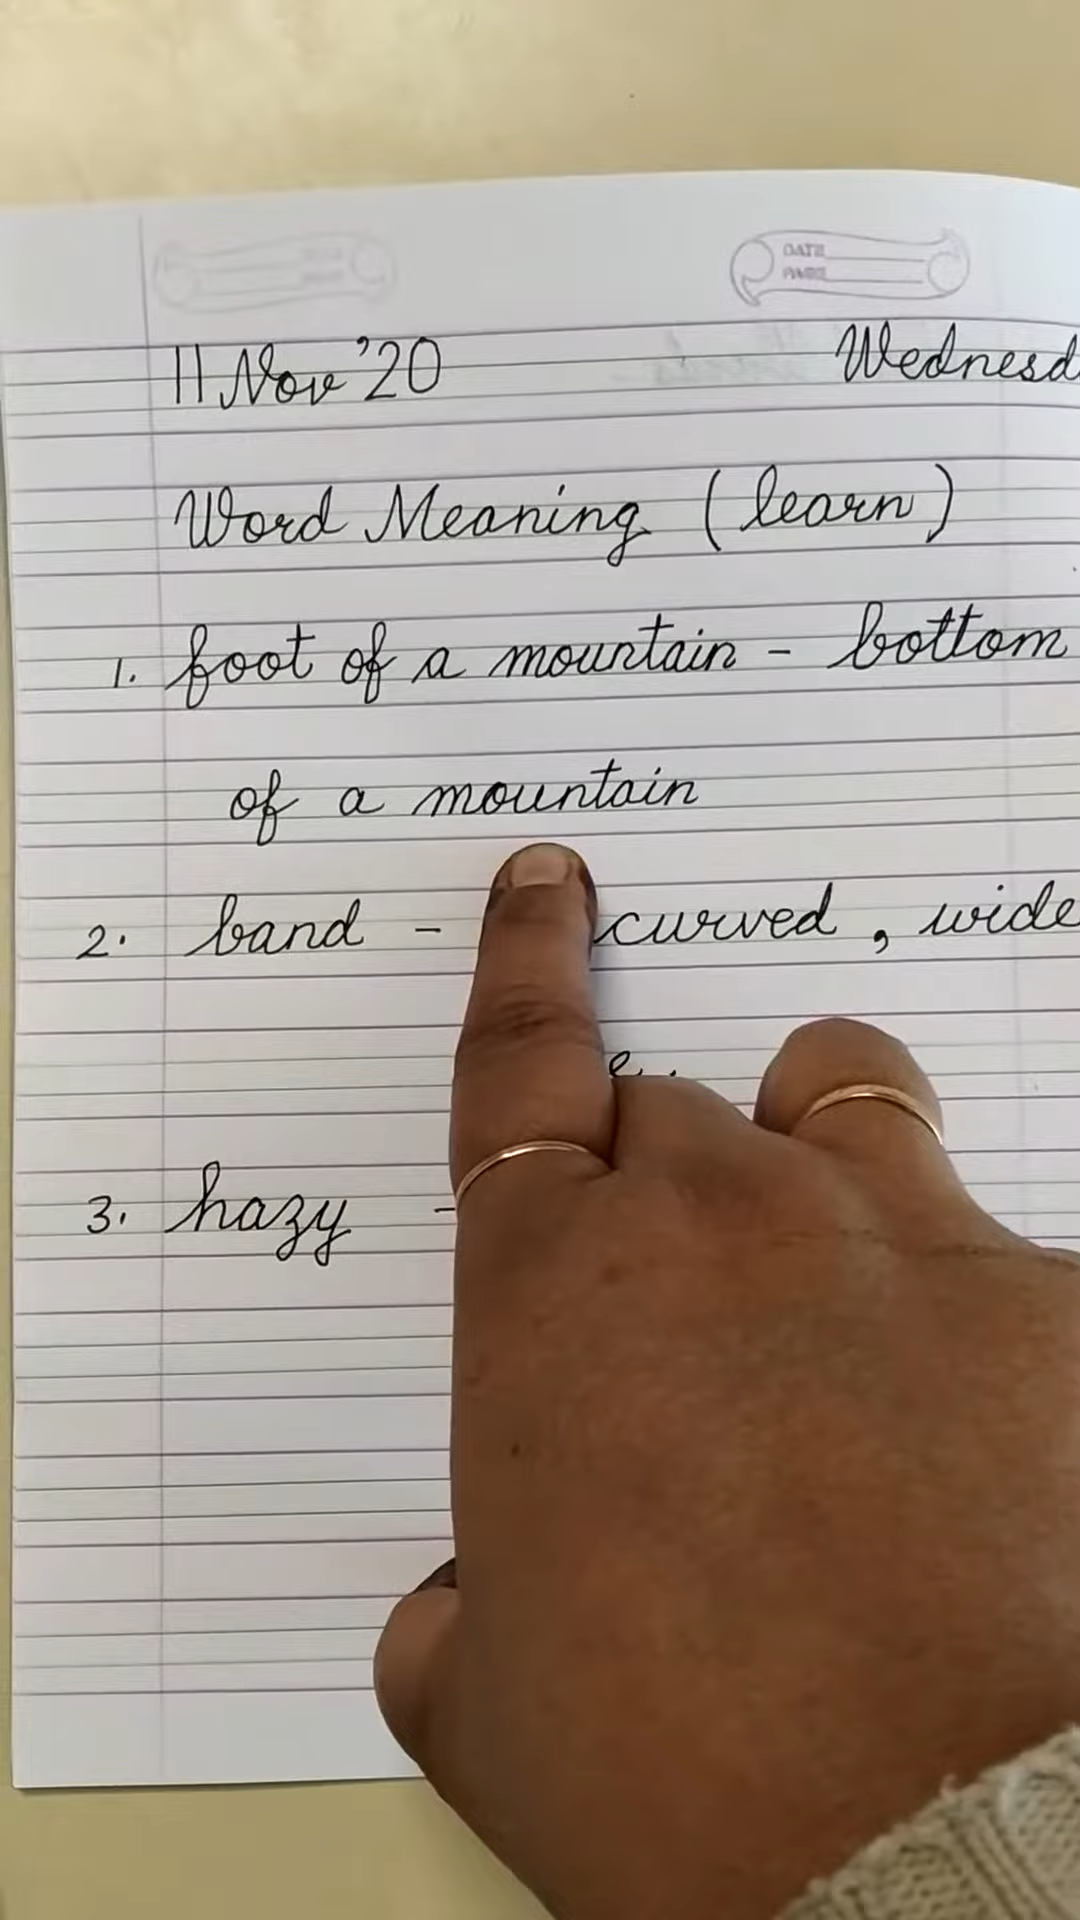 DATE
PAGE
11 Nov '20 Wednesd
Word Meaning (learn)
1. foot of a mountain - bottom
of a mountain
2. band - curved, wide
3. hazy -